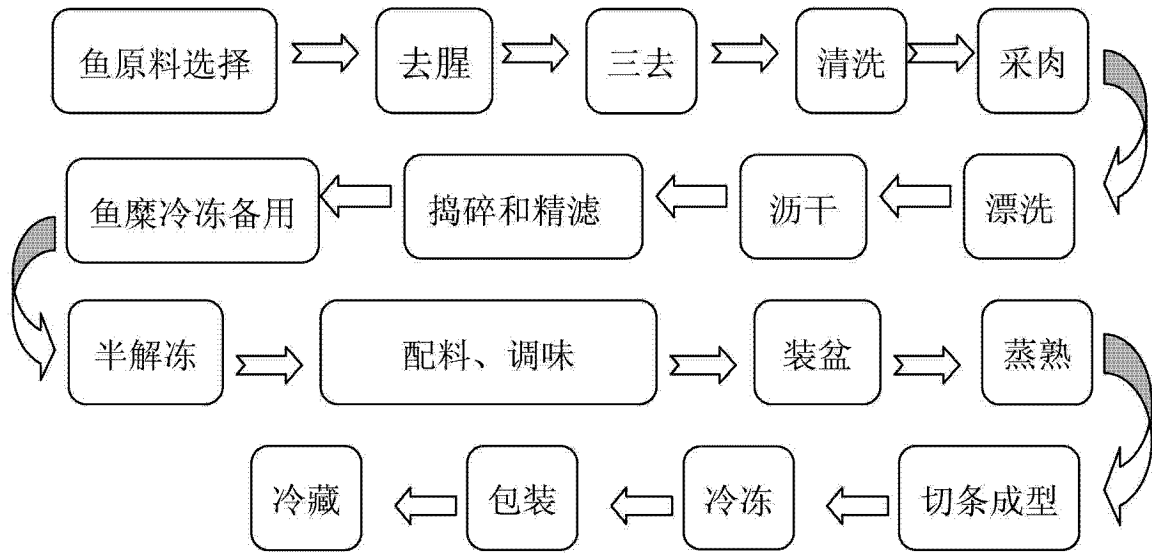 鱼原料选择 去腥 三去 清洗 采肉
漂洗 沥干 捣碎和精滤 鱼糜冷冻备用
半解冻 配料、调味 装盆 蒸熟
切条成型 冷冻 包装 冷藏